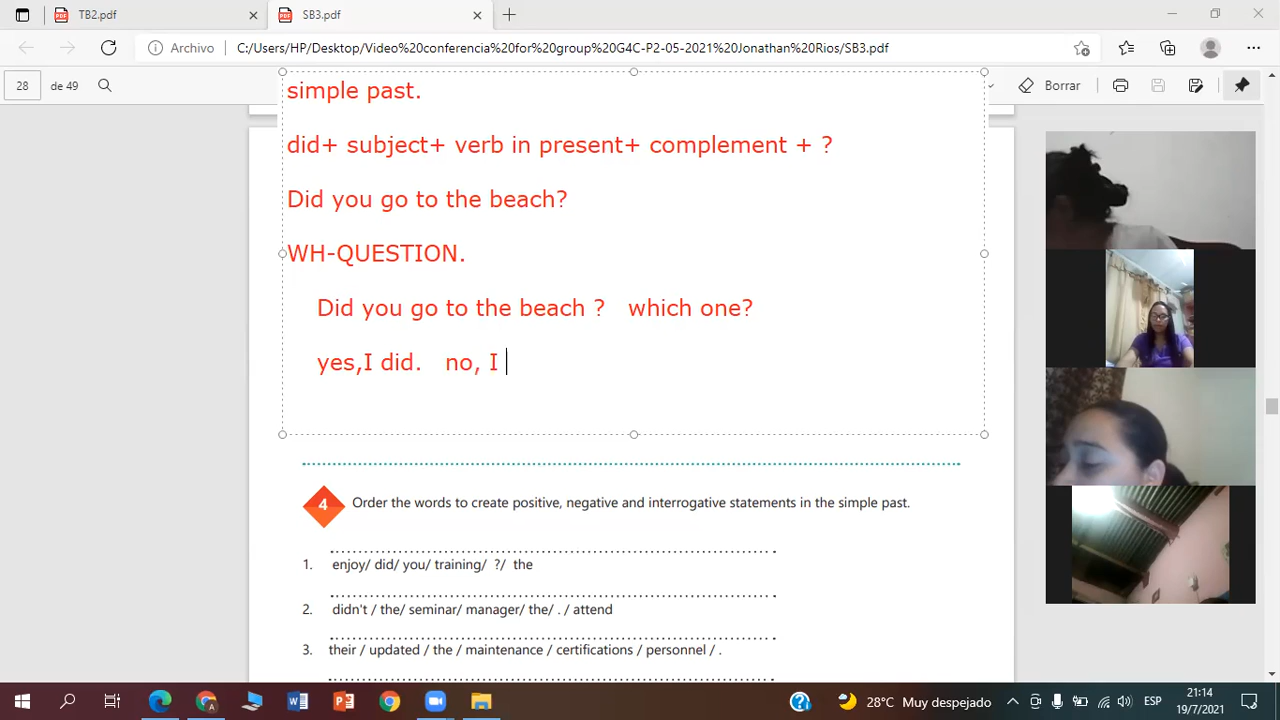 TB2.pdf
SB3.pdf
Archivo C:/Users/HP/Desktop/Video%20conferencia%20for%20group%20G4C-P2-05-2021%20Jonathan%20Rios/SB3.pdf
28 de 49
Borrar
simple past.
did+ subject+ verb in present+ complement + ?
Did you go to the beach?
WH-QUESTION.
Did you go to the beach ? which one?
yes,I did. no, I
4 Order the words to create positive, negative and interrogative statements in the simple past.
1. enjoy/ did/ you/ training/ ?/ the
2. didn't / the/ seminar/ manager/ the/ . / attend
3. their / updated / the / maintenance / certifications / personnel / .
28°C Muy despejado
ESP
21:14
19/7/2021